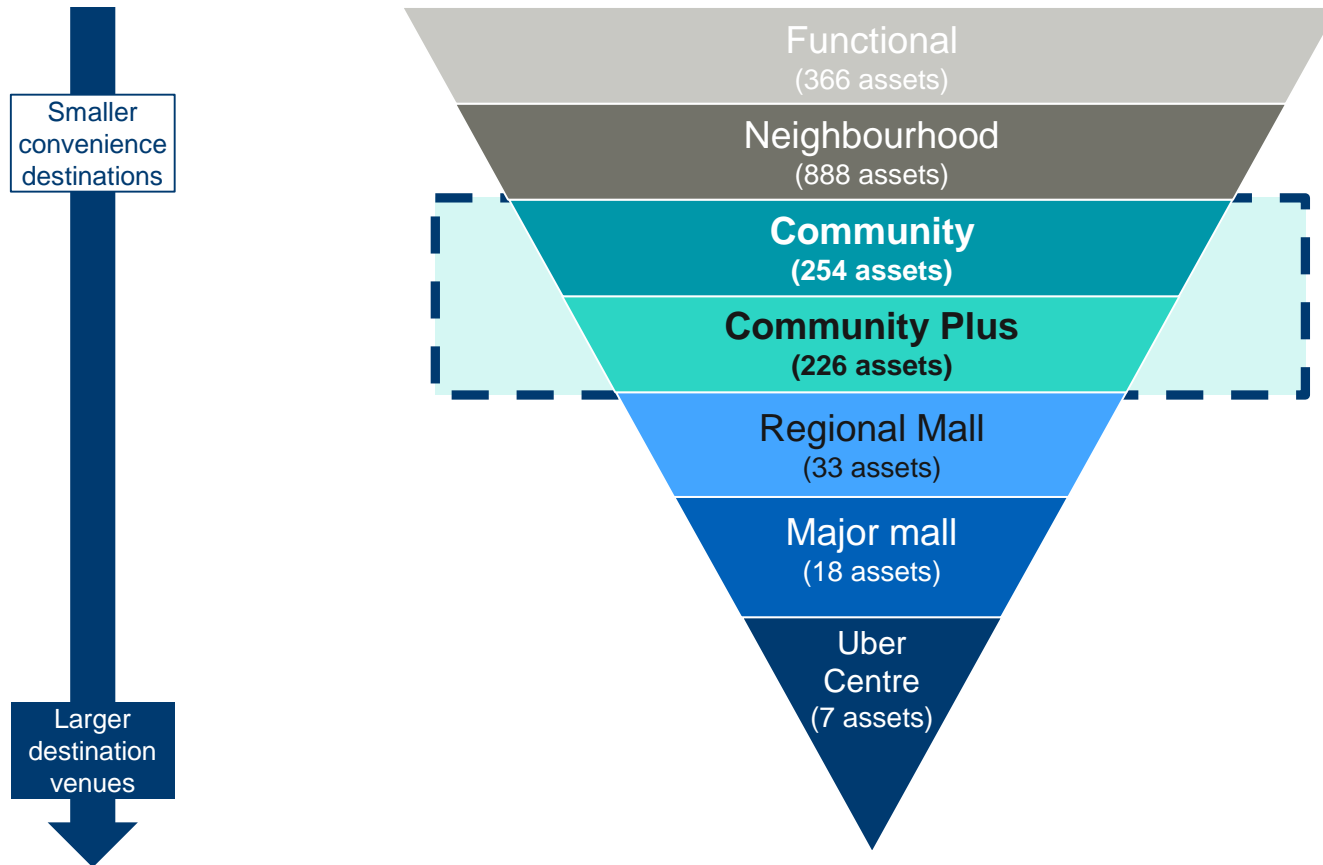 Functional
(366 assets)
Smaller
convenience
destinations
Neighbourhood
(888 assets)
Community
(254 assets)
Community Plus
(226 assets)
Regional Mall
(33 assets)
Major mall
(18 assets)
Uber
Centre
(7 assets)
Larger
destination
venues